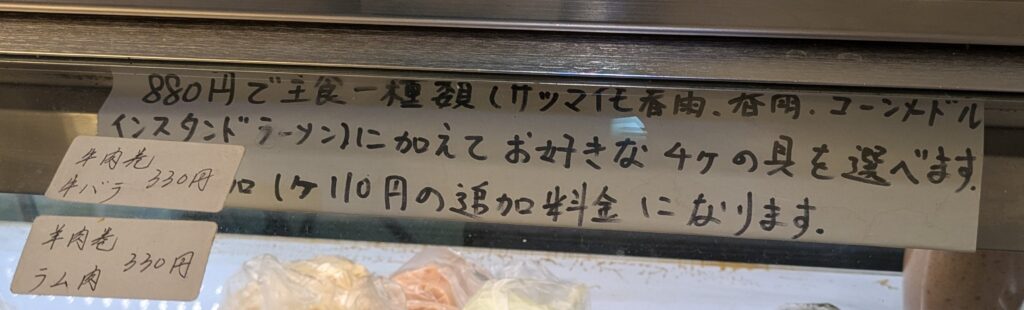 880円で主食一種類(サツマイモ春雨、春雨、コーンヌードル
インスタンドラーメン)に加えてお好きな4ケの具を選べます.
加1ケ110円の追加料金になります.
牛肉巻
牛バラ 330円
羊肉巻
ラム肉 330円